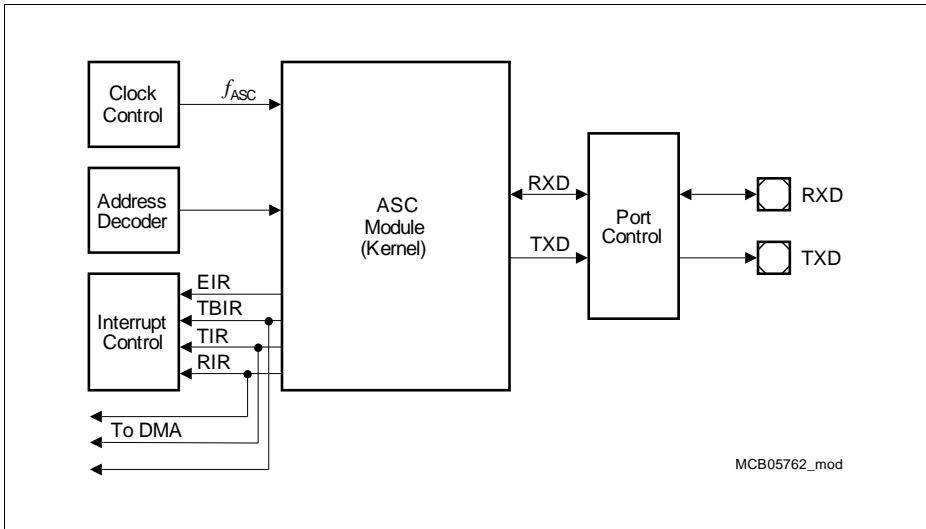 Clock
Control
f_ASC
Address
Decoder
Interrupt
Control
EIR
TBIR
TIR
RIR
To DMA
ASC
Module
(Kernel)
RXD
TXD
Port
Control
RXD
TXD
MCB05762_mod